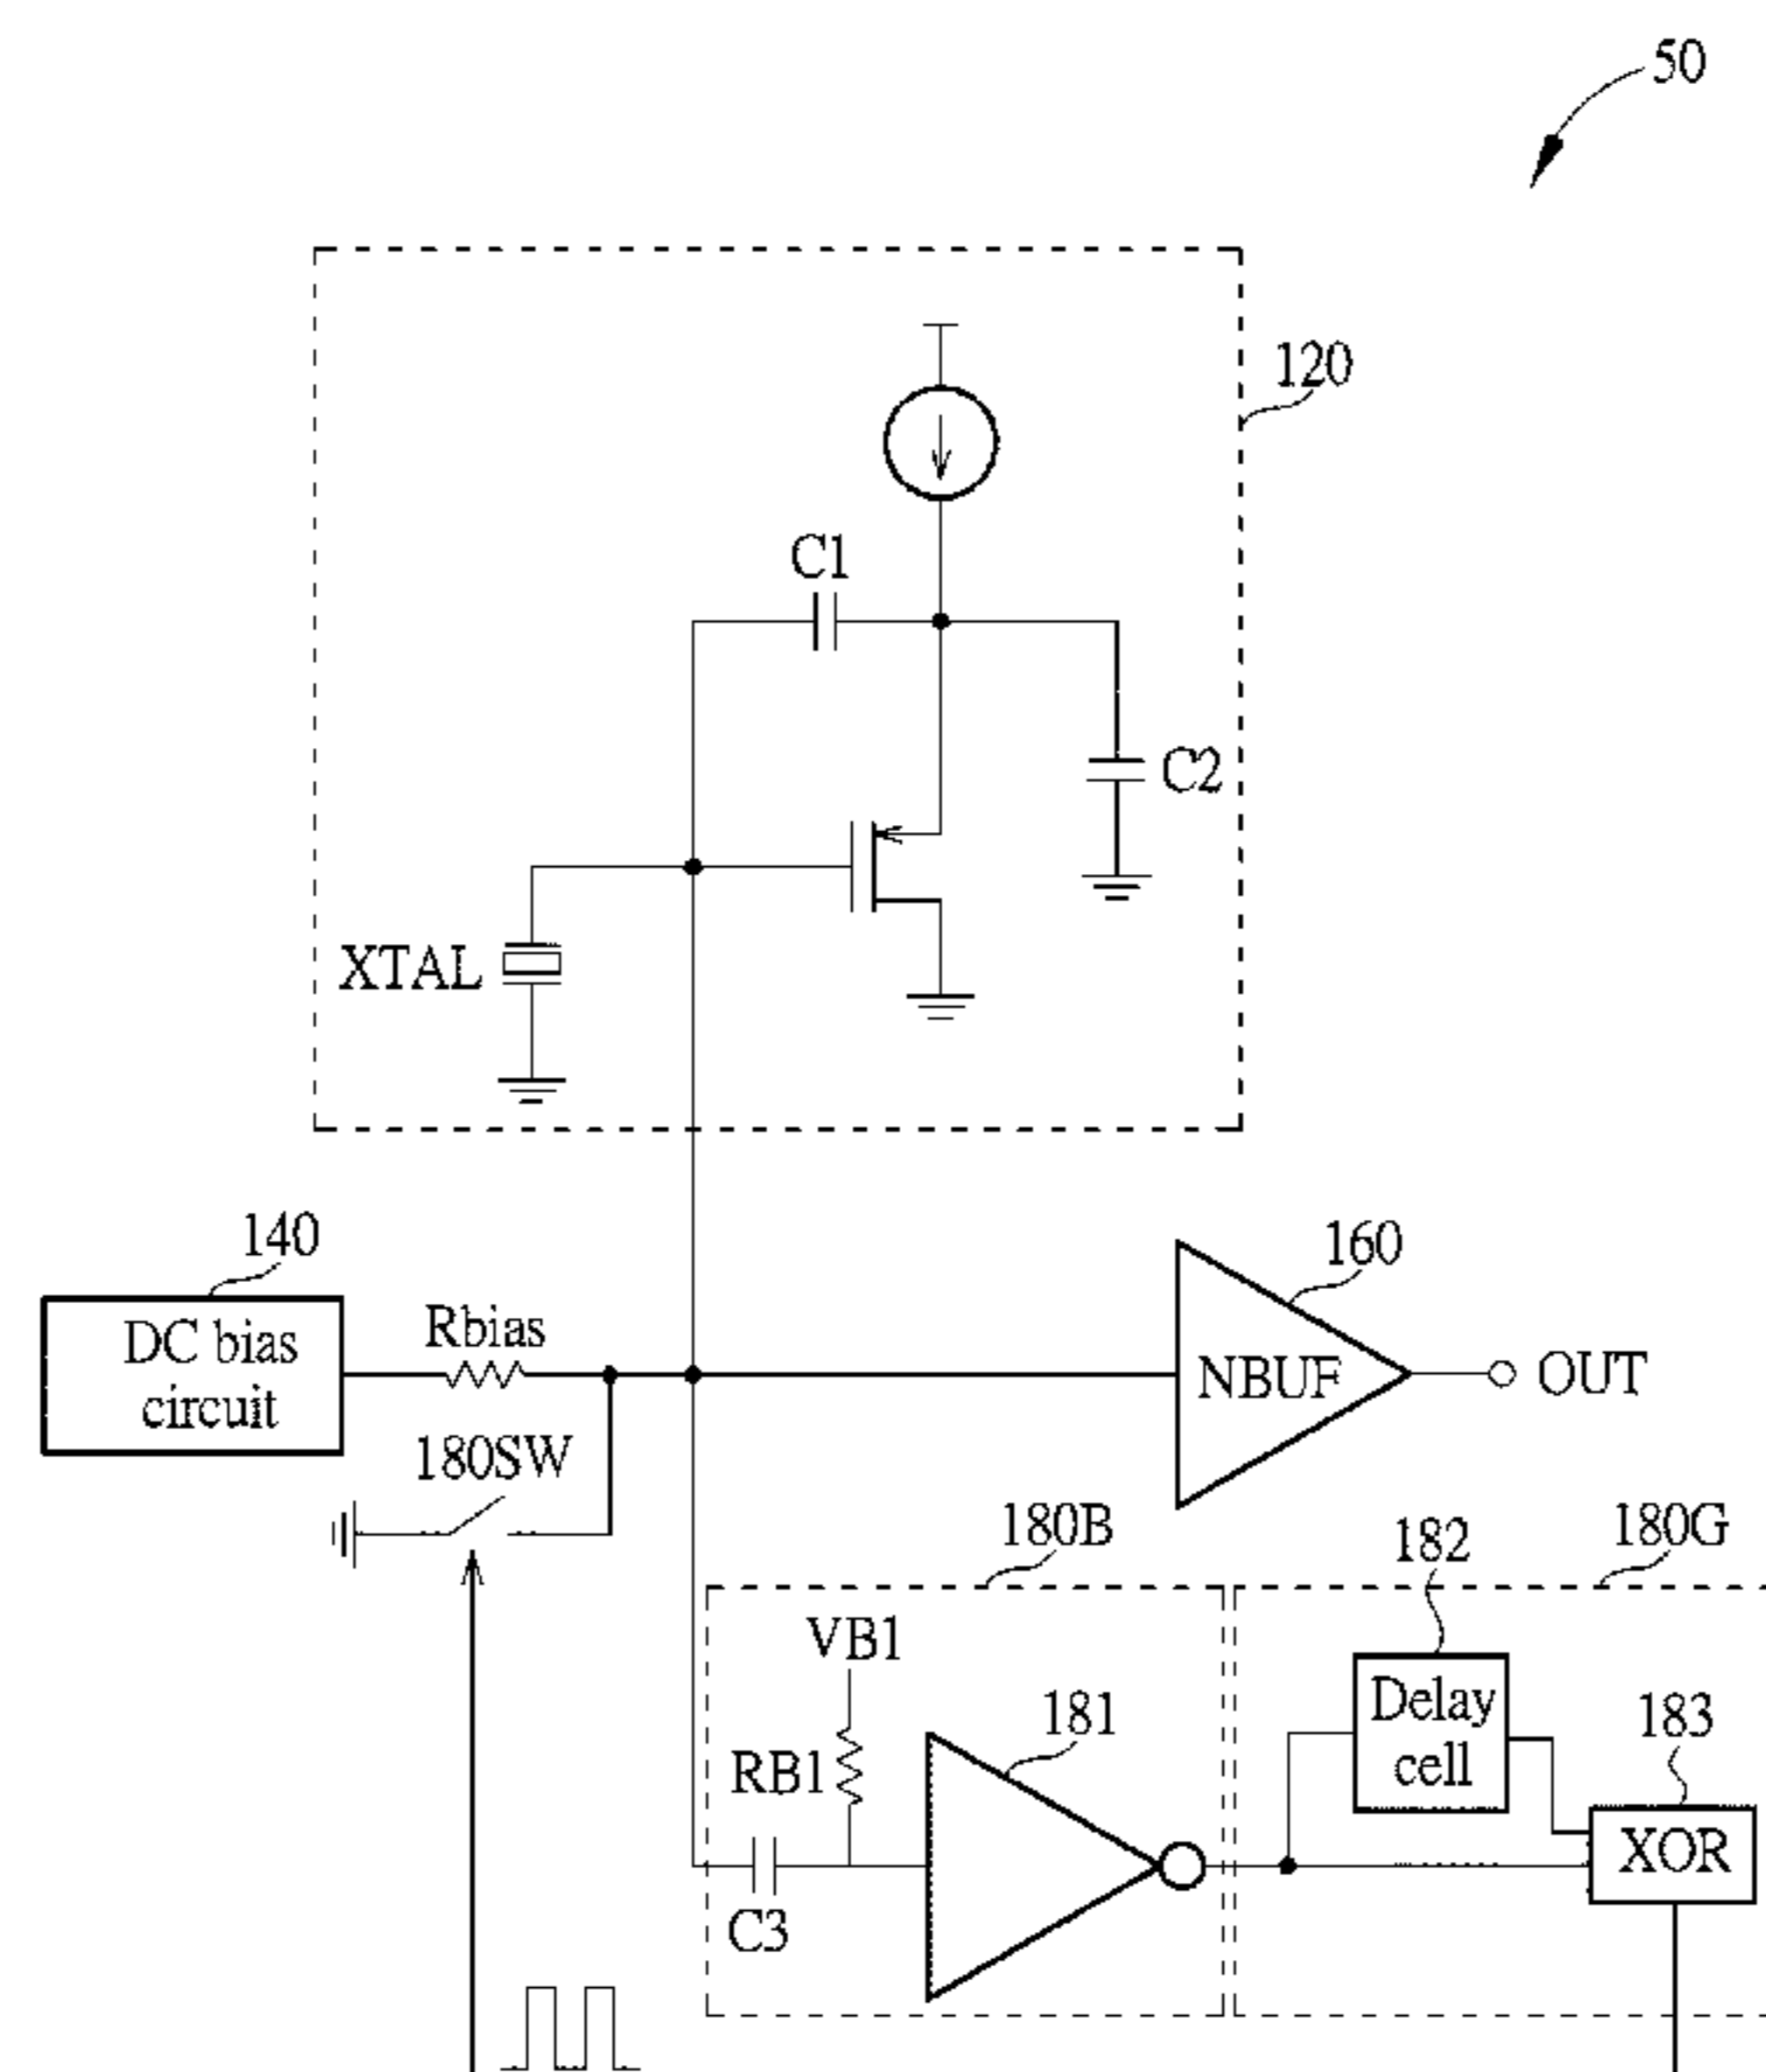 50
120
C1
C2
XTAL
140
DC bias
circuit
Rbias
180SW
160
NBUF
OUT
180B
180G
182
VB1
181
Delay
cell
183
RB1
XOR
C3